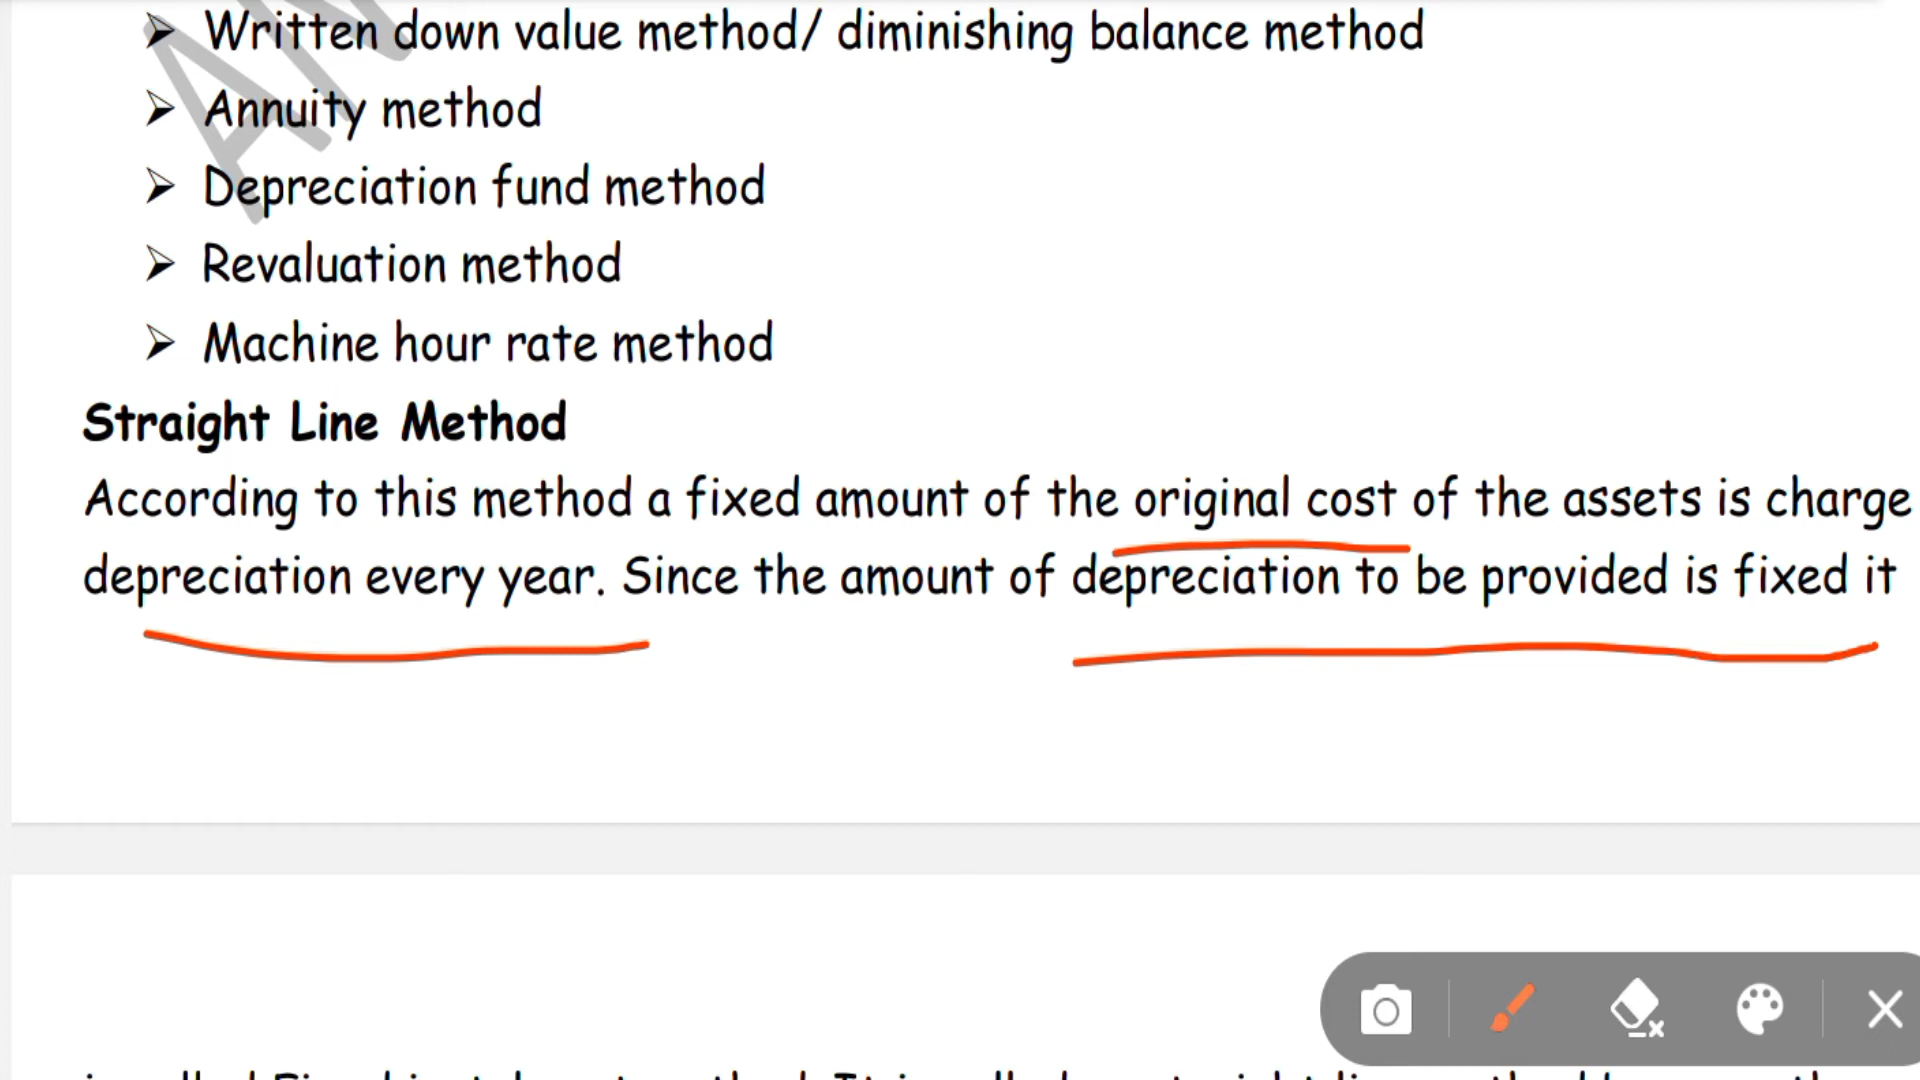 ➢ Written down value method/ diminishing balance method
➢ Annuity method
➢ Depreciation fund method
➢ Revaluation method
➢ Machine hour rate method
Straight Line Method
According to this method a fixed amount of the original cost of the assets is charge
depreciation every year. Since the amount of depreciation to be provided is fixed it